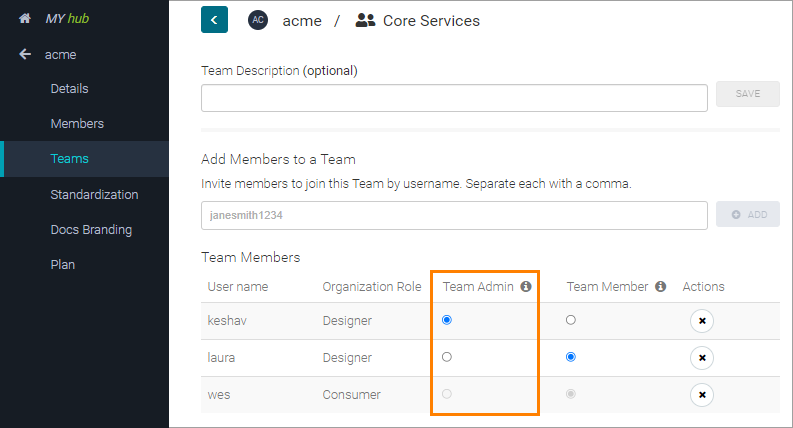 MY hub
acme
Details
Members
Teams
Standardization
Docs Branding
Plan
AC acme / Core Services
Team Description (optional)
SAVE
Add Members to a Team
Invite members to join this Team by username. Separate each with a comma.
janesmith1234
ADD
Team Members
User name Organization Role Team Admin Team Member Actions
keshav Designer
laura Designer
wes Consumer